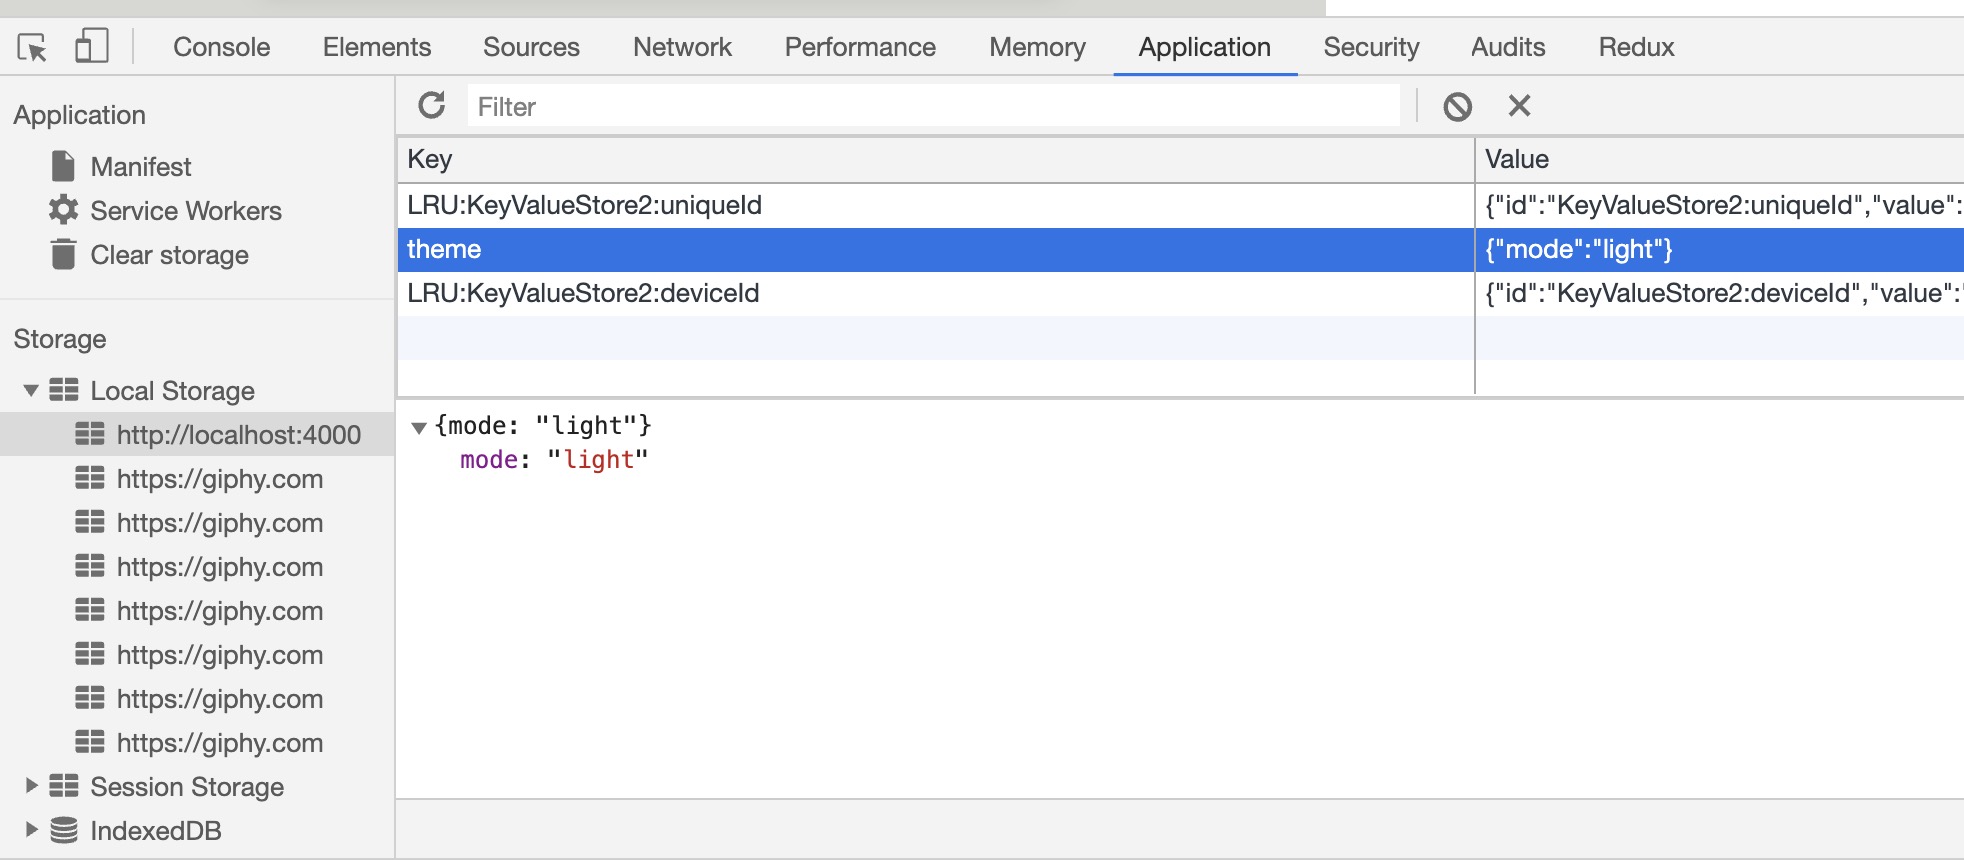 Console Elements Sources Network Performance Memory Application Security Audits Redux
Application
Manifest
Service Workers
Clear storage
Storage
Local Storage
http://localhost:4000
https://giphy.com
https://giphy.com
https://giphy.com
https://giphy.com
https://giphy.com
https://giphy.com
https://giphy.com
Session Storage
IndexedDB
Filter
Key Value
LRU:KeyValueStore2:uniqueId {"id":"KeyValueStore2:uniqueId","value":
theme {"mode":"light"}
LRU:KeyValueStore2:deviceId {"id":"KeyValueStore2:deviceId","value":"
{mode: "light"}
mode: "light"